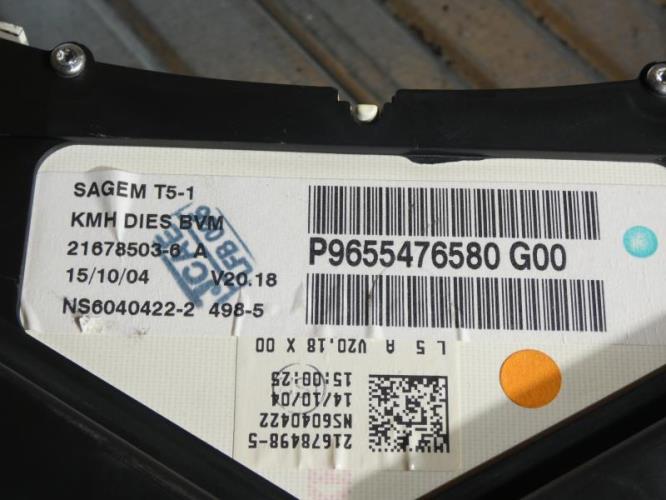 SAGEM T5-1
KMH DIES BVM
21678503-6 A
15/10/04 V20.18
NS6040422-2 498-5
P9655476580 G00
L 5 A V20.18 X 00
15:00:25
14/10/04
NS6040422
21678498-5